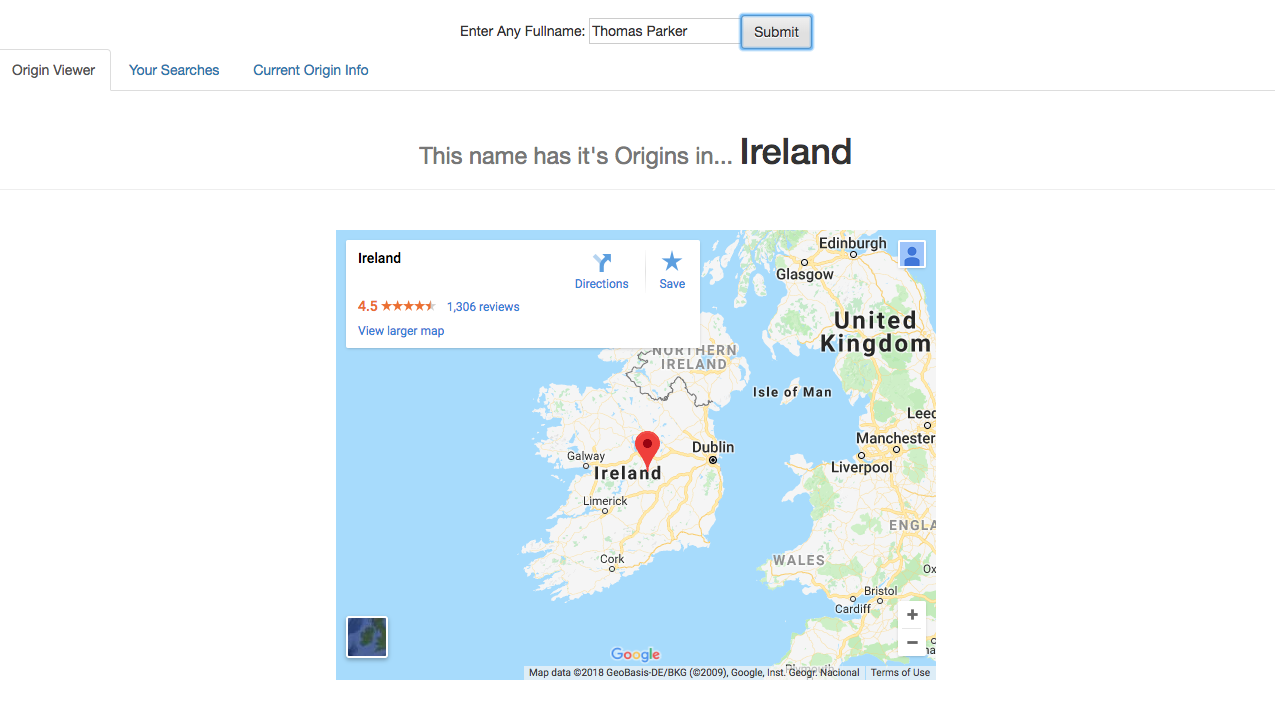 Enter Any Fullname: Thomas Parker Submit
Origin Viewer Your Searches Current Origin Info
This name has it's Origins in... Ireland
Ireland
Directions Save
4.5 1,306 reviews
View larger map
Edinburgh
Glasgow
United
Kingdom
NORTHERN
IRELAND
Isle of Man
Leed
Manchester
Dublin
Galway
Liverpool
Ireland
Limerick
ENGLA
Cork
WALES
Ox
Bristol
Cardiff
+
−
Google
Plymouth
Map data ©2018 GeoBasis-DE/BKG (©2009), Google, Inst. Geogr. Nacional Terms of Use